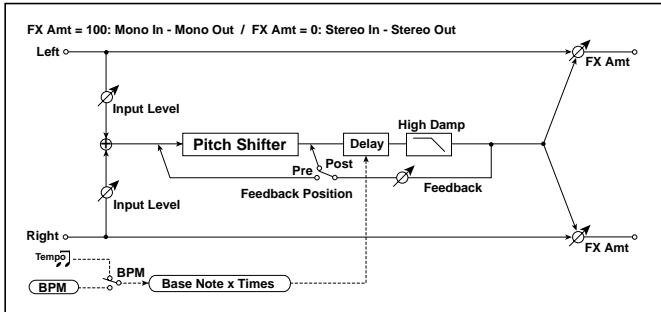 FX Amt = 100: Mono In - Mono Out / FX Amt = 0: Stereo In - Stereo Out
Left
FX Amt
Input Level
High Damp
Pitch Shifter
Delay
Post
Pre
Feedback Position
Feedback
Input Level
Right
FX Amt
Tempo
BPM
BPM
Base Note x Times